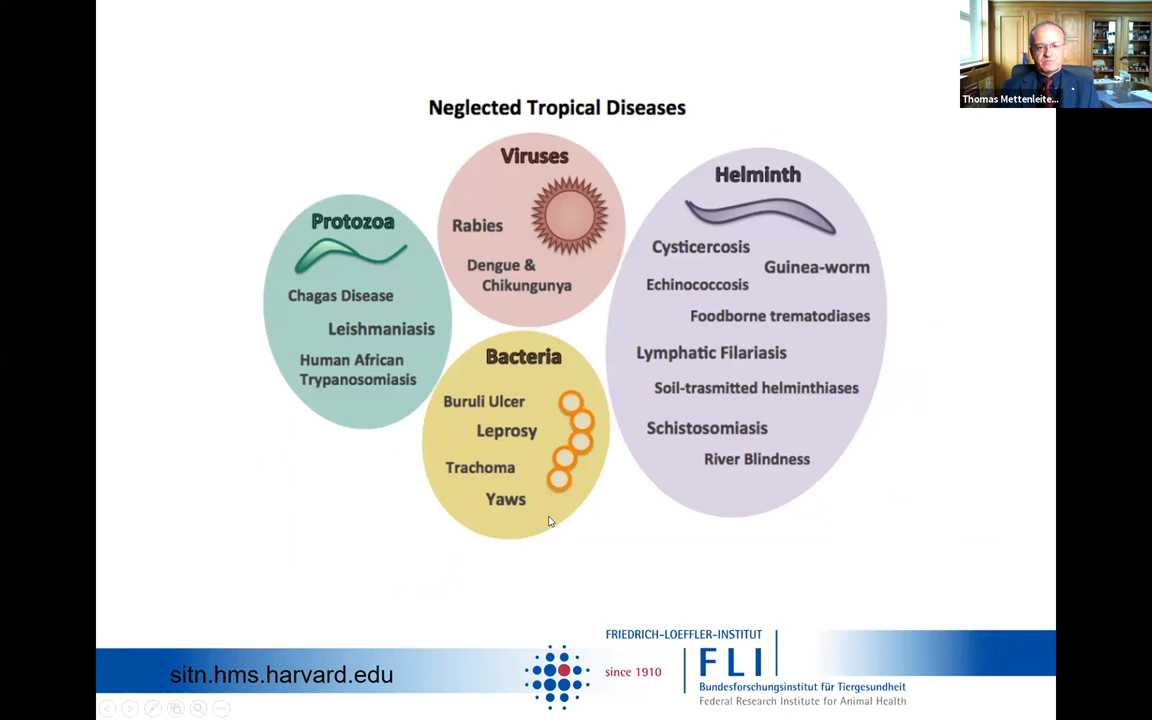 Thomas Mettenleite...
Neglected Tropical Diseases
Viruses
Rabies
Dengue &
Chikungunya
Protozoa
Chagas Disease
Leishmaniasis
Human African
Trypanosomiasis
Bacteria
Buruli Ulcer
Leprosy
Trachoma
Yaws
Helminth
Cysticercosis
Guinea-worm
Echinococcosis
Foodborne trematodiases
Lymphatic Filariasis
Soil-trasmitted helminthiases
Schistosomiasis
River Blindness
sitn.hms.harvard.edu
since 1910
FRIEDRICH-LOEFFLER-INSTITUT
FLI
Bundesforschungsinstitut für Tiergesundheit
Federal Research Institute for Animal Health